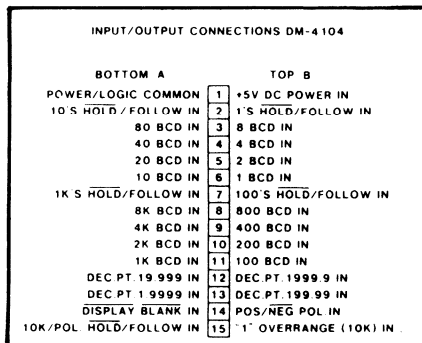 INPUT/OUTPUT CONNECTIONS DM-4104
BOTTOM A TOP B
POWER/LOGIC COMMON 1 +5V DC POWER IN
10'S HOLD/FOLLOW IN 2 1'S HOLD/FOLLOW IN
80 BCD IN 3 8 BCD IN
40 BCD IN 4 4 BCD IN
20 BCD IN 5 2 BCD IN
10 BCD IN 6 1 BCD IN
1K'S HOLD/FOLLOW IN 7 100'S HOLD/FOLLOW IN
8K BCD IN 8 800 BCD IN
4K BCD IN 9 400 BCD IN
2K BCD IN 10 200 BCD IN
1K BCD IN 11 100 BCD IN
DEC.PT.19.999 IN 12 DEC.PT.1999.9 IN
DEC.PT.1.9999 IN 13 DEC.PT.199.99 IN
DISPLAY BLANK IN 14 POS/NEG POL.IN
10K/POL. HOLD/FOLLOW IN 15 "1" OVERRANGE (10K) IN